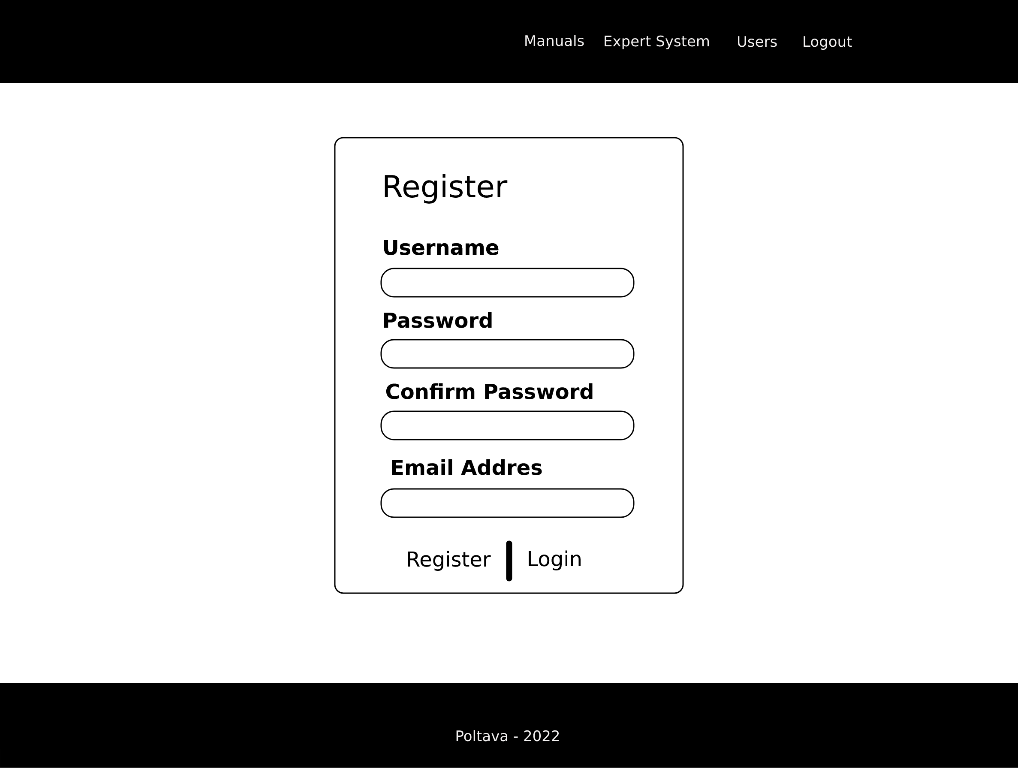 Manuals Expert System Users Logout
Register
Username
Password
Confirm Password
Email Addres
Register Login
Poltava - 2022